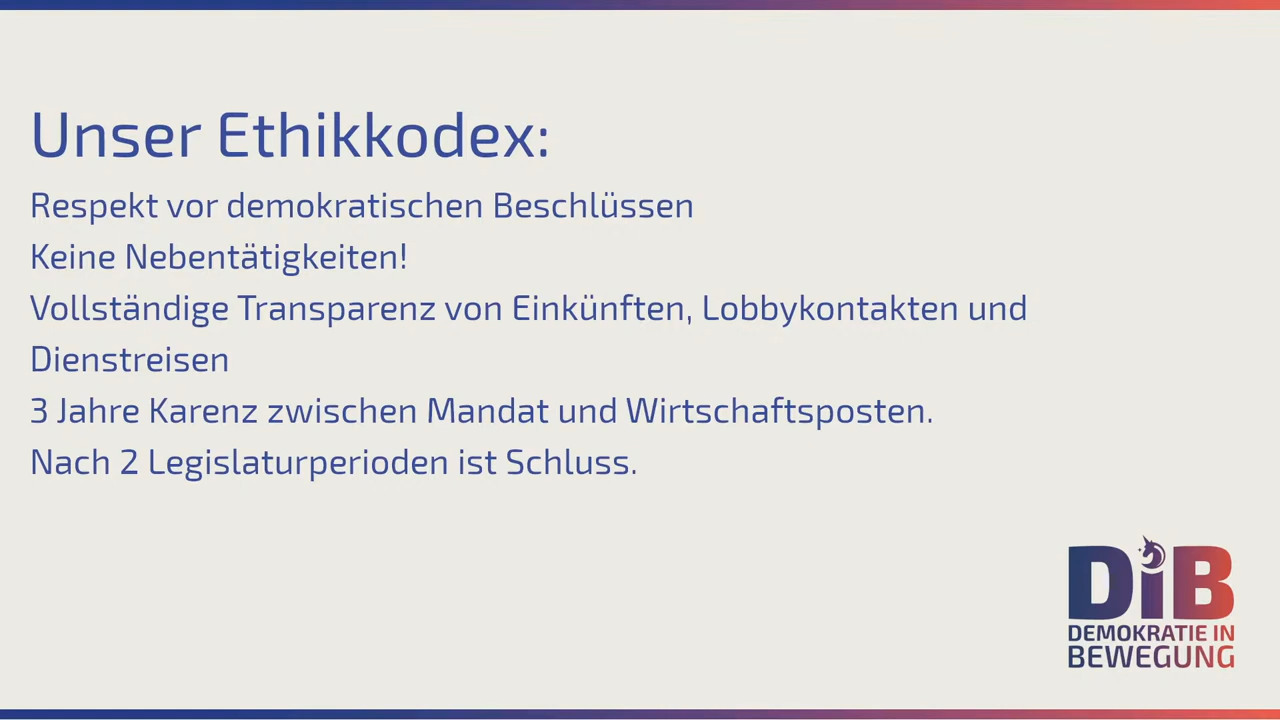 Unser Ethikkodex:
Respekt vor demokratischen Beschlüssen
Keine Nebentätigkeiten!
Vollständige Transparenz von Einkünften, Lobbykontakten und
Dienstreisen
3 Jahre Karenz zwischen Mandat und Wirtschaftsposten.
Nach 2 Legislaturperioden ist Schluss.
DiB
DEMOKRATIE IN
BEWEGUNG